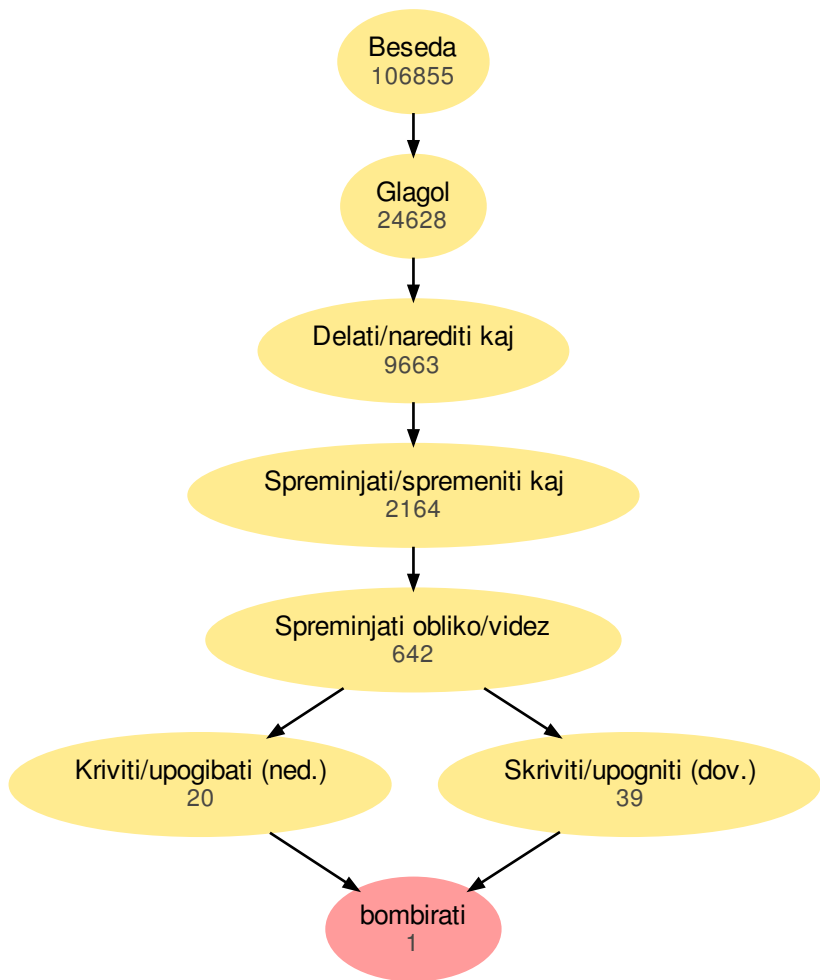 Beseda
106855
Glagol
24628
Delati/narediti kaj
9663
Spreminjati/spremeniti kaj
2164
Spreminjati obliko/videz
642
Kriviti/upogibati (ned.)
20
Skriviti/upogniti (dov.)
39
bombirati
1